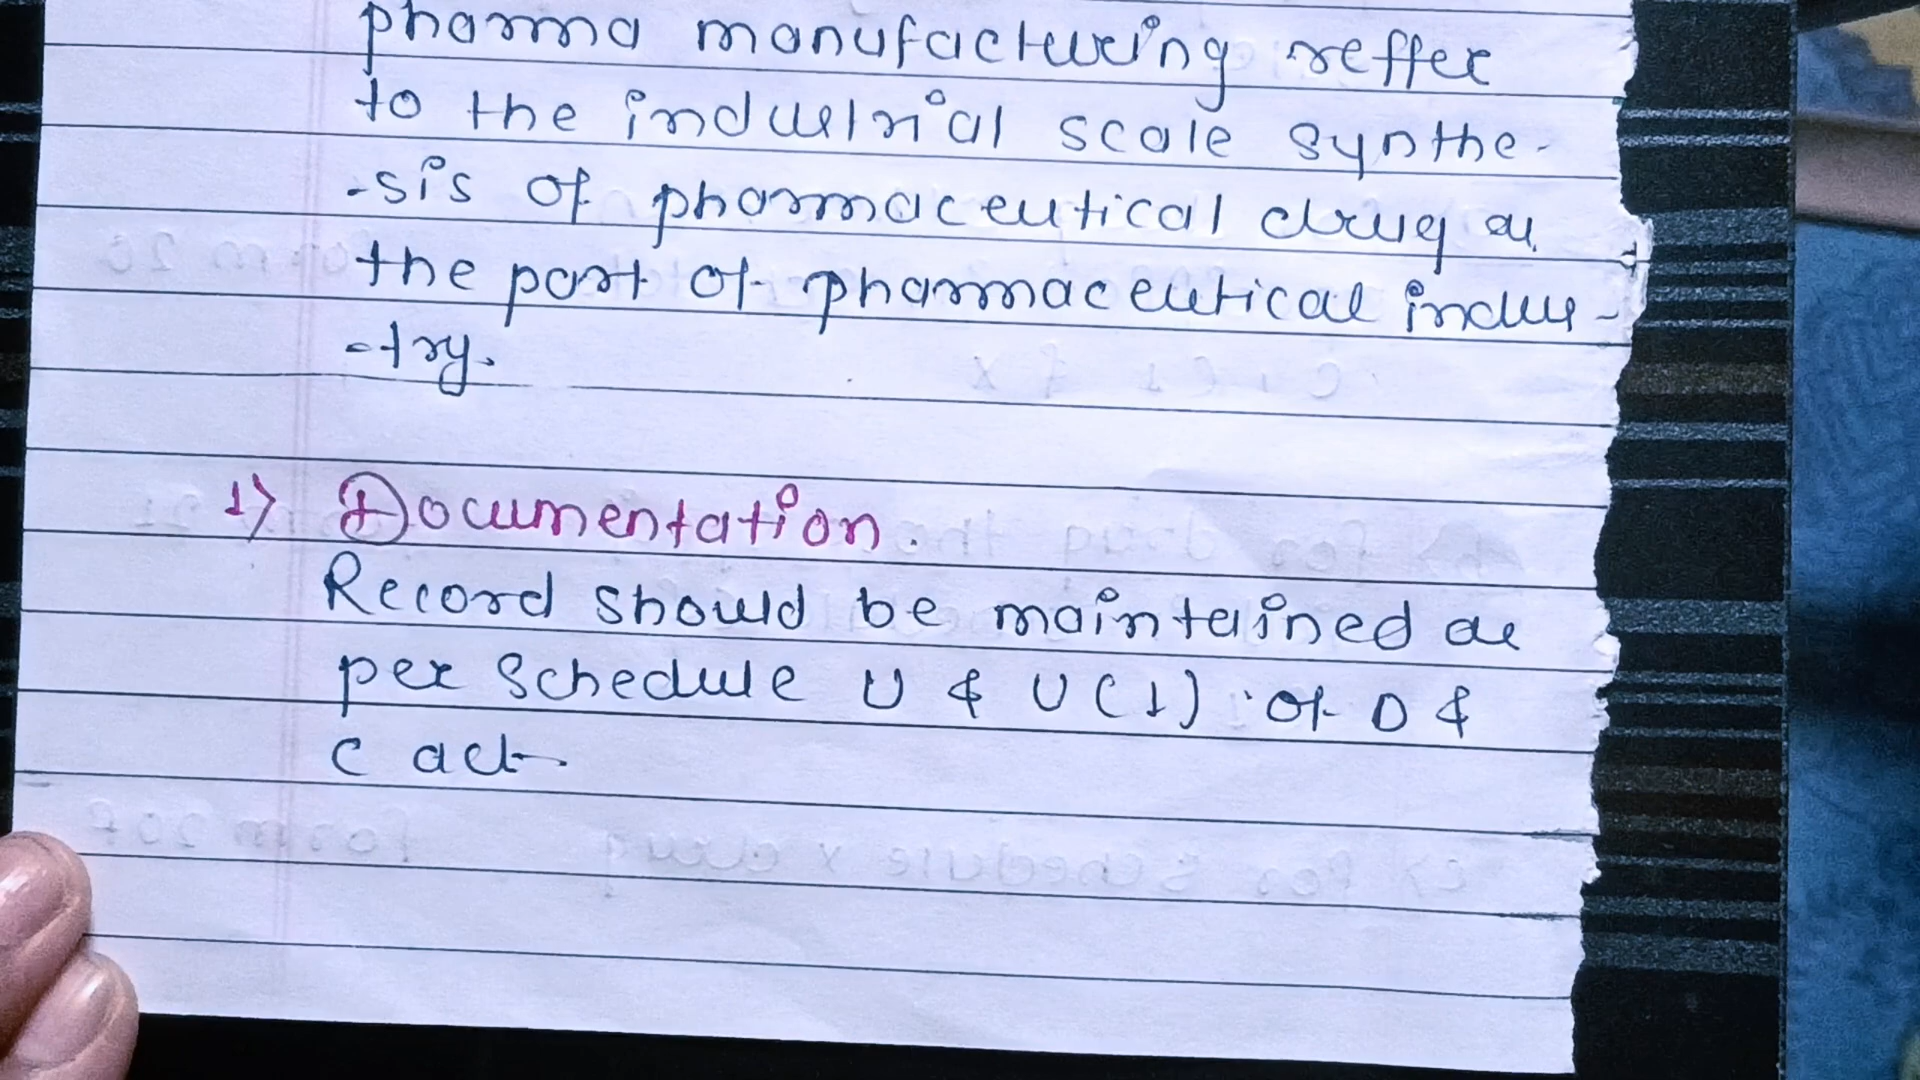 pharma manufacturing reffer
to the industrial scale synthe-
-sis of pharmaceutical drug as
the part of pharmaceutical indus-
-try.
1) Documentation.
Record should be maintained as
per Schedule U & U(1) of D &
C act.